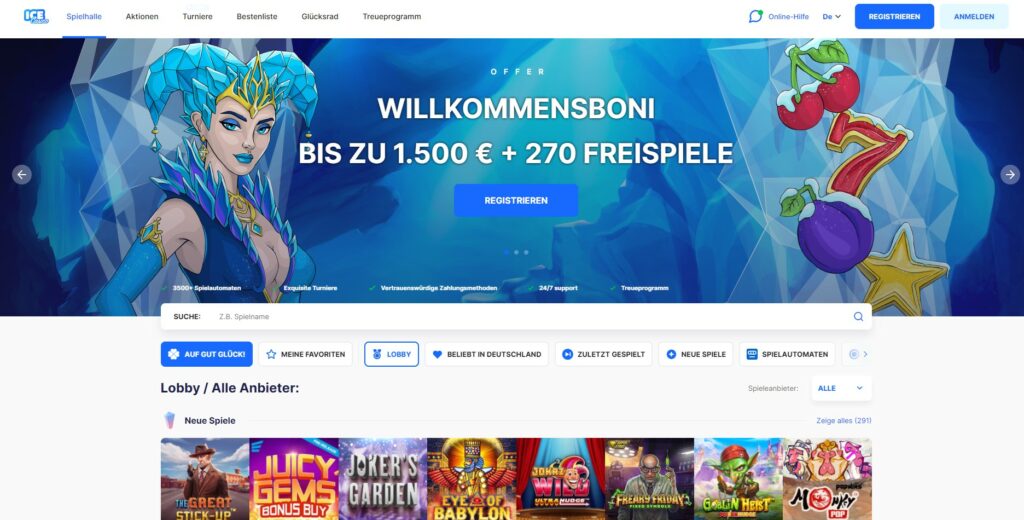 ICE
CASINO
Spielhalle
Aktionen
Turniere
Bestenliste
Glücksrad
Treueprogramm
Online-Hilfe
De
REGISTRIEREN
ANMELDEN
OFFER
WILLKOMMENSBONI
BIS ZU 1.500 € + 270 FREISPIELE
REGISTRIEREN
3500+ Spielautomaten
Exquisite Turniere
Vertrauenswürdige Zahlungsmethoden
24/7 support
Treueprogramm
SUCHE:
Z.B. Spielname
AUF GUT GLÜCK!
MEINE FAVORITEN
LOBBY
BELIEBT IN DEUTSCHLAND
ZULETZT GESPIELT
NEUE SPIELE
SPIELAUTOMATEN
Lobby / Alle Anbieter:
Spieleanbieter:
ALLE
Neue Spiele
Zeige alles (291)
THE GREAT
STICK-UP
JUICY
GEMS
BONUS BUY
JOKER'S
GARDEN
EYE OF
BABYLON
JOKRZ
WILD
ULTRANUDGE
FREAKY FRIDAY
FIXED SYMBOLS
GOBLIN HEIST
POWERNUDGE
MONKEY
POP